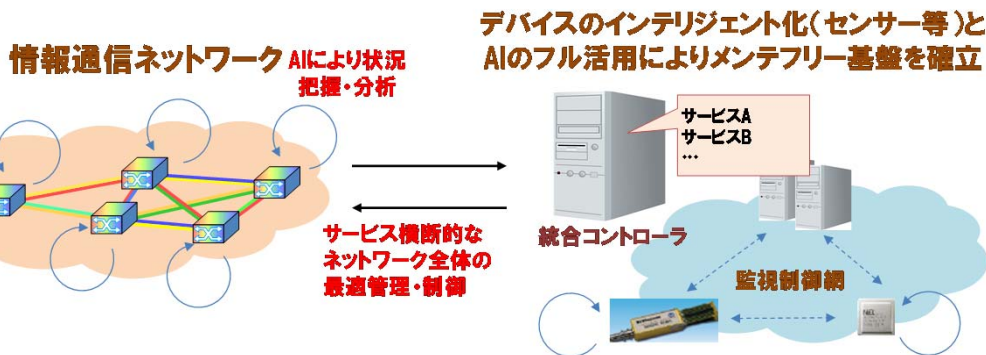 デバイスのインテリジェント化(センサー等)と
AIのフル活用によりメンテフリー基盤を確立
情報通信ネットワーク
AIにより状況
把握・分析
サービスA
サービスB
…
サービス横断的な
ネットワーク全体の
最適管理・制御
統合コントローラ
監視制御網
NEL